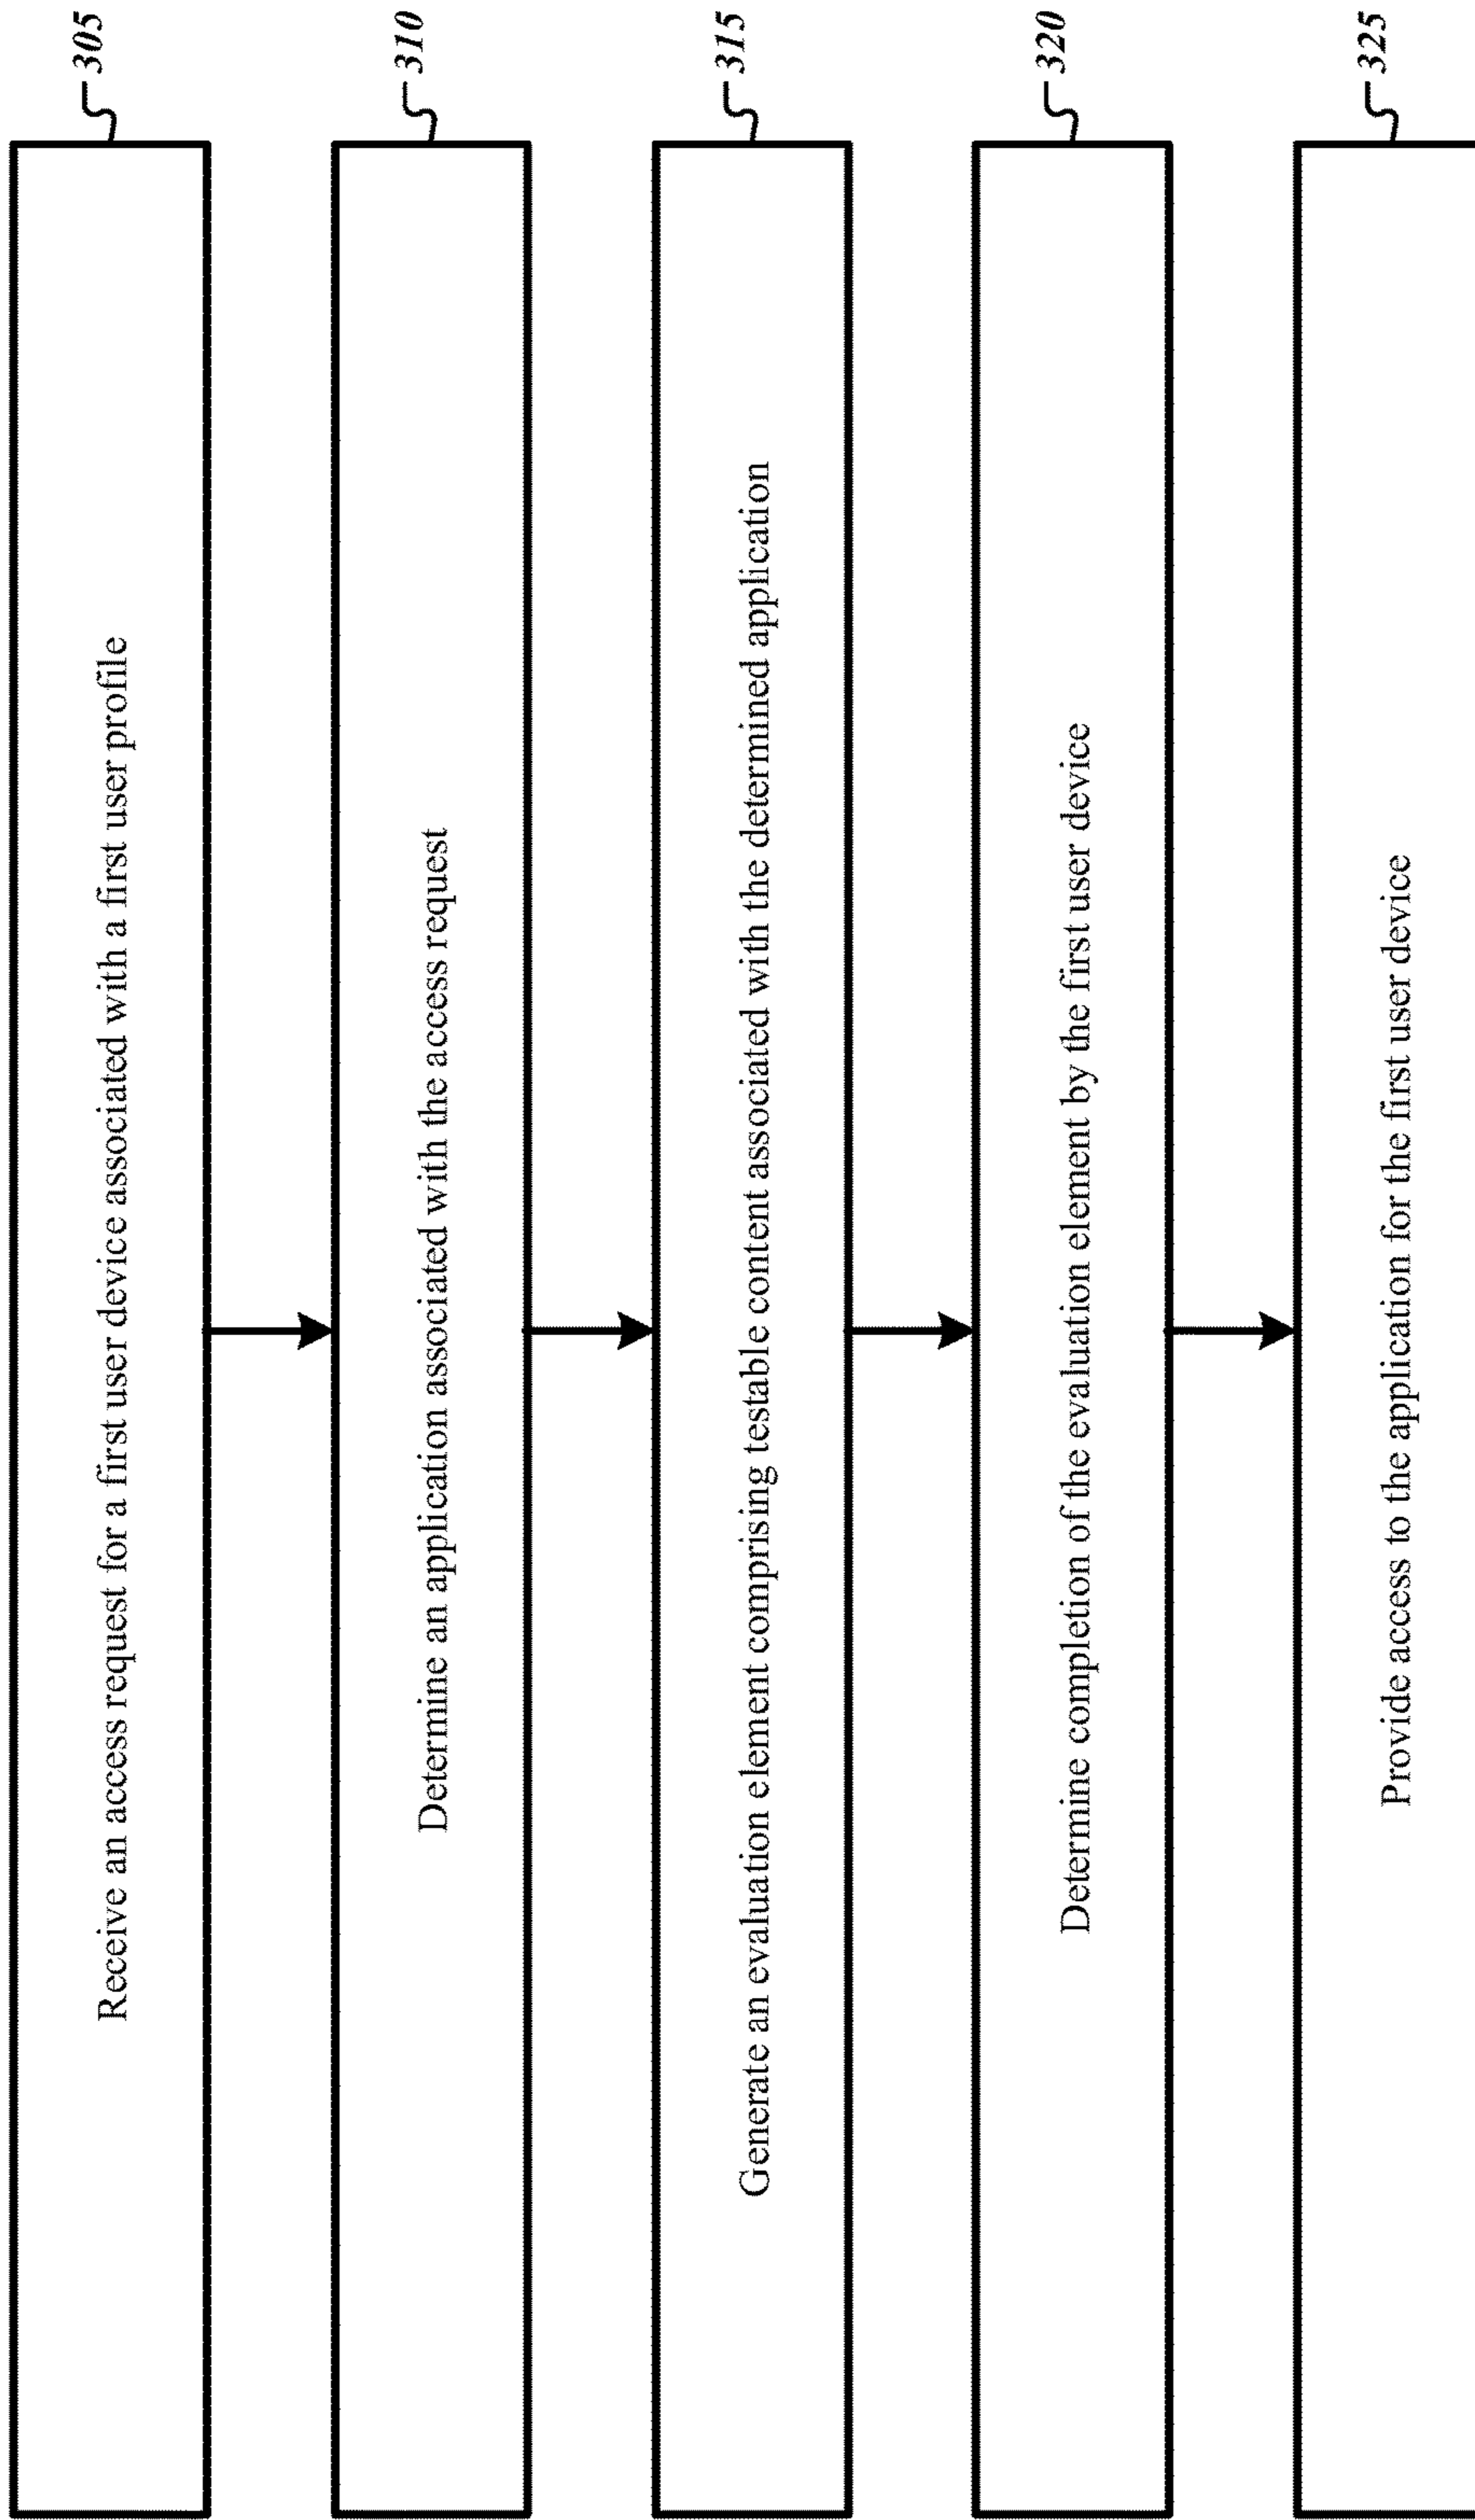 305
Receive an access request for a first user device associated with a first user profile
310
Determine an application associated with the access request
315
Generate an evaluation element comprising testable content associated with the determined application
320
Determine completion of the evaluation element by the first user device
325
Provide access to the application for the first user device